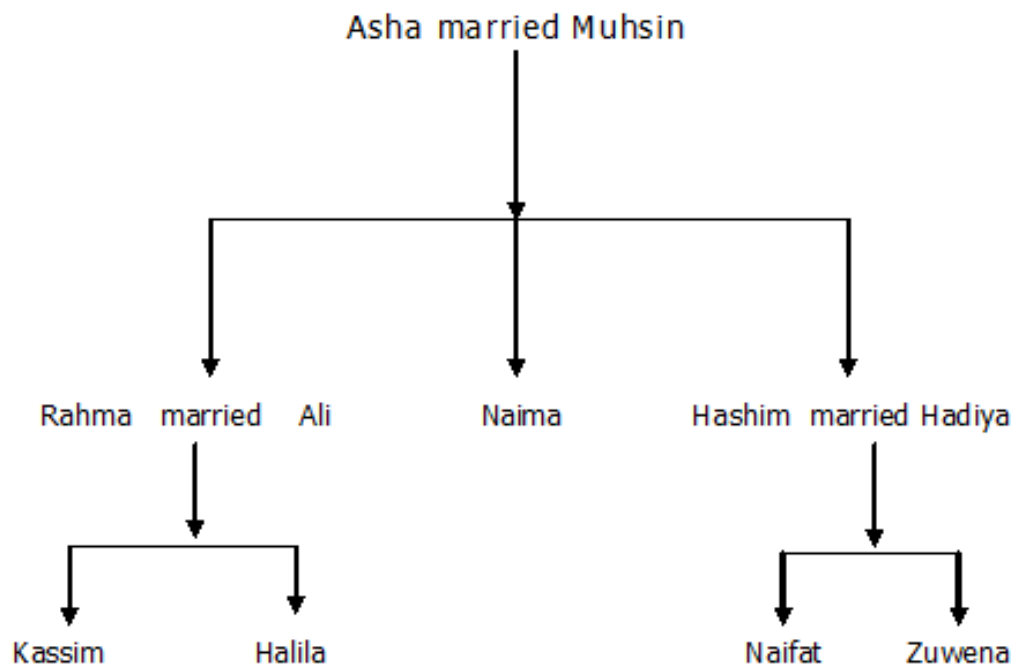 Asha married Muhsin
Rahma married Ali Naima Hashim married Hadiya
Kassim Halila Naifat Zuwena